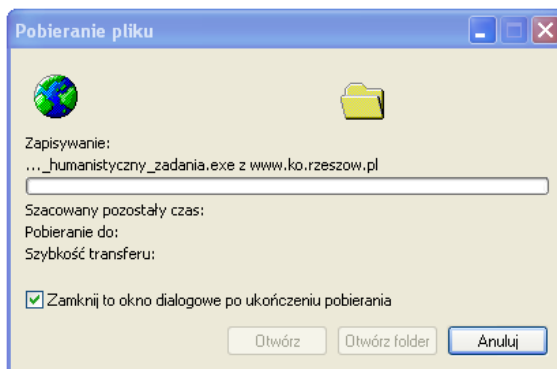 Pobieranie pliku
Zapisywanie:
..._humanistyczny_zadania.exe z www.ko.rzeszow.pl
Szacowany pozostały czas:
Pobieranie do:
Szybkość transferu:
Zamknij to okno dialogowe po ukończeniu pobierania
Otwórz Otwórz folder Anuluj